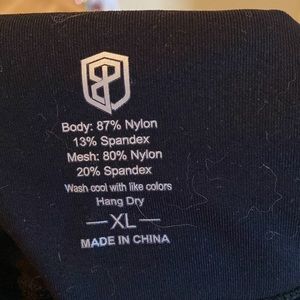 Body: 87% Nylon
13% Spandex
Mesh: 80% Nylon
20% Spandex
Wash cool with like colors
Hang Dry
—XL—
MADE IN CHINA